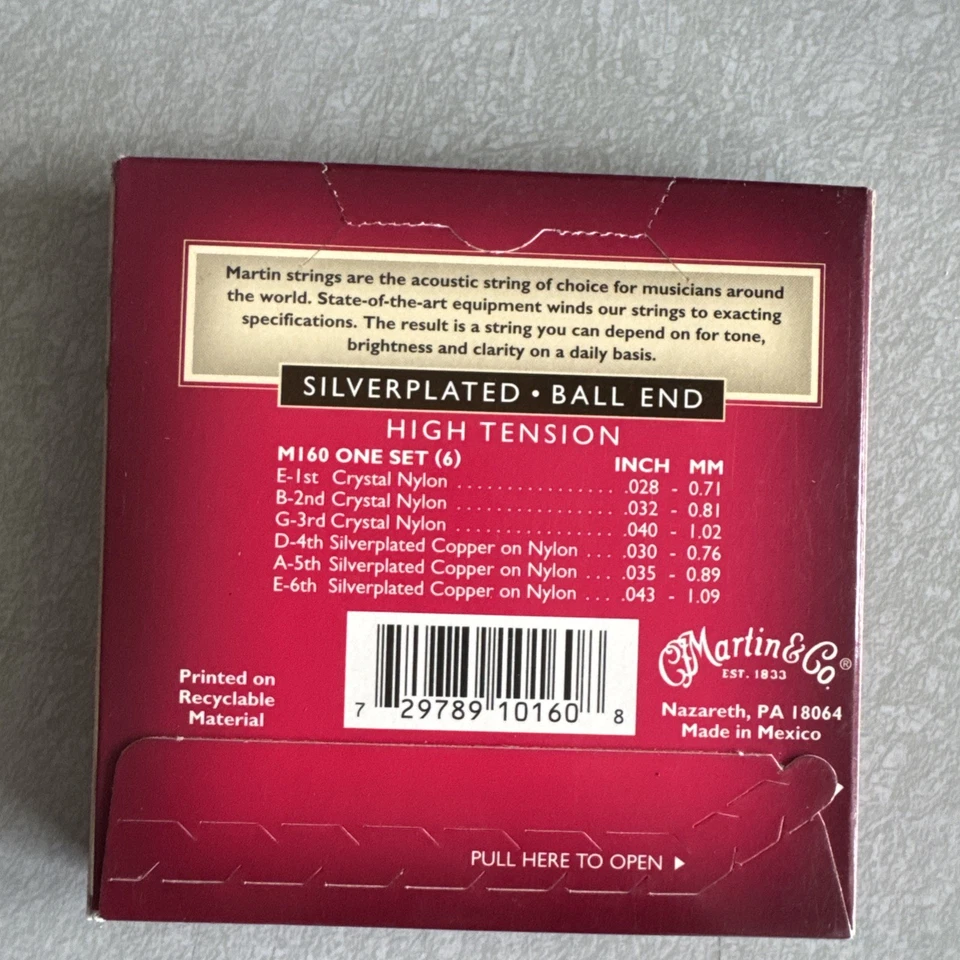 Martin strings are the acoustic string of choice for musicians around
the world. State-of-the-art equipment winds our strings to exacting
specifications. The result is a string you can depend on for tone,
brightness and clarity on a daily basis.
SILVERPLATED • BALL END
HIGH TENSION
M160 ONE SET (6) INCH MM
E-1st Crystal Nylon ................ .028 - 0.71
B-2nd Crystal Nylon ................ .032 - 0.81
G-3rd Crystal Nylon ................ .040 - 1.02
D-4th Silverplated Copper on Nylon ... .030 - 0.76
A-5th Silverplated Copper on Nylon ... .035 - 0.89
E-6th Silverplated Copper on Nylon .... .043 - 1.09
Printed on
Recyclable
Material
7 29789 10160 8
CF Martin & Co.®
EST. 1833
Nazareth, PA 18064
Made in Mexico
PULL HERE TO OPEN ▶